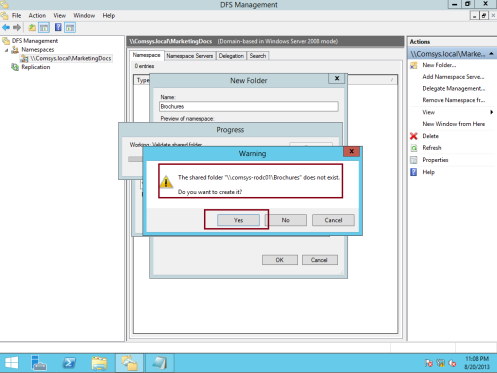 DFS Management
File Action View Window Help
DFS Management
Namespaces
\\Comsys.local\MarketingDocs
Replication
\\Comsys.local\MarketingDocs (Domain-based in Windows Server 2008 mode)
Namespace Namespace Servers Delegation Search
0 entries
Type
New Folder
Name:
Brochures
Preview of namespace:
Progress
Working: Validate shared folder
Warning
The shared folder "\\comsys-rodc01\Brochures" does not exist.
Do you want to create it?
Yes No Cancel
OK Cancel
Actions
\\Comsys.local\Marke...
New Folder...
Add Namespace Serve...
Delegate Management...
Remove Namespace fr...
View
New Window from Here
Delete
Refresh
Properties
Help
11:08 PM
8/20/2013